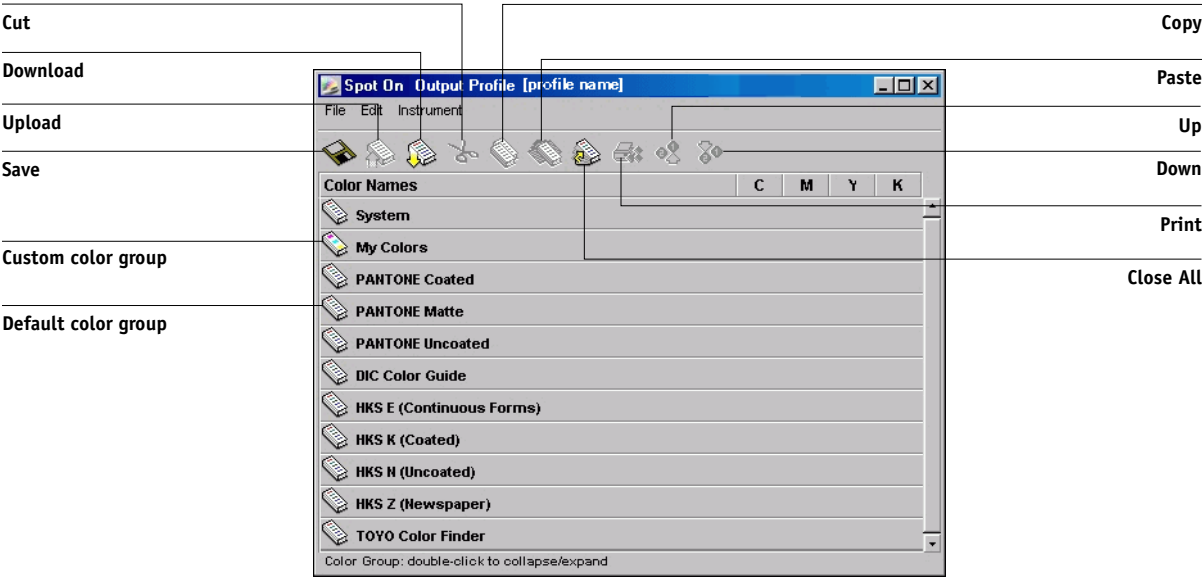 Cut
Copy
Download
Paste
Upload
Up
Save
Down
Print
Custom color group
Close All
Default color group
Spot On Output Profile [profile name]
File Edit Instrument
Color Names C M Y K
System
My Colors
PANTONE Coated
PANTONE Matte
PANTONE Uncoated
DIC Color Guide
HKS E (Continuous Forms)
HKS K (Coated)
HKS N (Uncoated)
HKS Z (Newspaper)
TOYO Color Finder
Color Group: double-click to collapse/expand